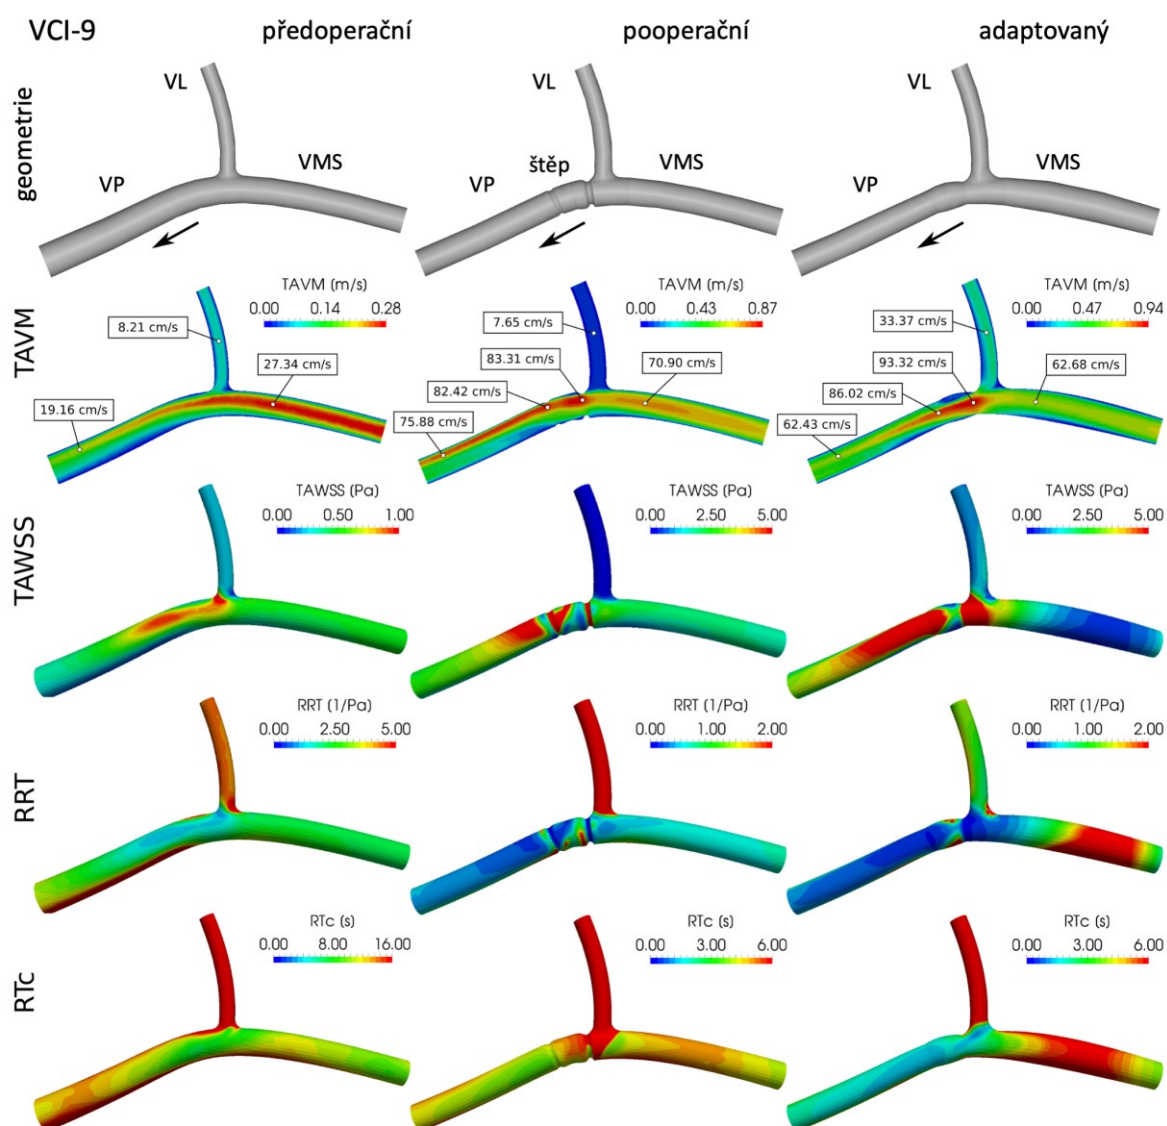 VCI-9 předoperační pooperační adaptovaný
geometrie
VL VL VL
VP VMS
VP štěp VMS
VP VMS
TAVM
TAVM (m/s)
0.00 0.14 0.28
8.21 cm/s
27.34 cm/s
19.16 cm/s
TAVM (m/s)
0.00 0.43 0.87
7.65 cm/s
83.31 cm/s
70.90 cm/s
82.42 cm/s
75.88 cm/s
TAVM (m/s)
0.00 0.47 0.94
33.37 cm/s
93.32 cm/s
62.68 cm/s
86.02 cm/s
62.43 cm/s
TAWSS
TAWSS (Pa)
0.00 0.50 1.00
TAWSS (Pa)
0.00 2.50 5.00
TAWSS (Pa)
0.00 2.50 5.00
RRT
RRT (1/Pa)
0.00 2.50 5.00
RRT (1/Pa)
0.00 1.00 2.00
RRT (1/Pa)
0.00 1.00 2.00
RTc
RTc (s)
0.00 8.00 16.00
RTc (s)
0.00 3.00 6.00
RTc (s)
0.00 3.00 6.00